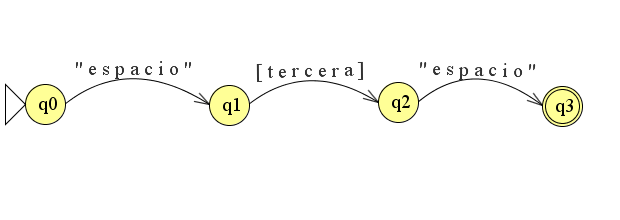 "espacio" [tercera] "espacio"
q0 q1 q2 q3